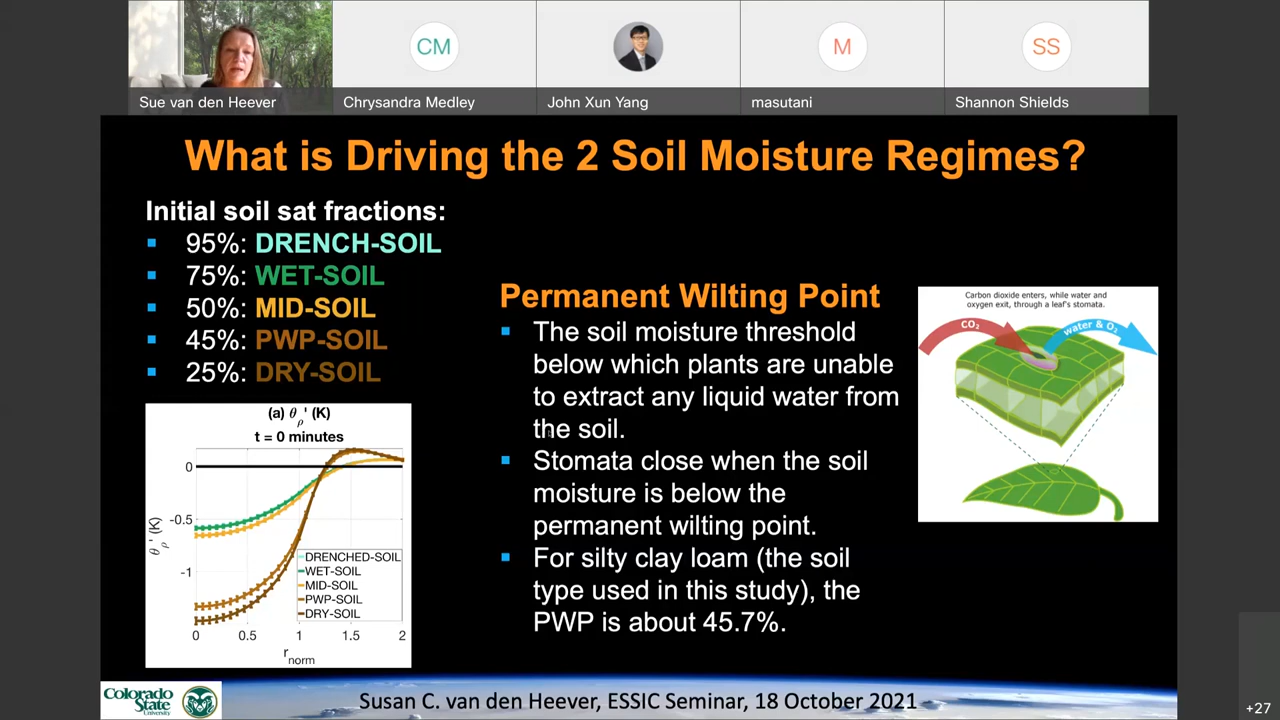 CM
M
SS
Sue van den Heever
Chrysandra Medley
John Xun Yang
masutani
Shannon Shields
What is Driving the 2 Soil Moisture Regimes?
Initial soil sat fractions:
95%: DRENCH-SOIL
75%: WET-SOIL
50%: MID-SOIL
45%: PWP-SOIL
25%: DRY-SOIL
(a) θρ' (K)
t = 0 minutes
0
-0.5
-1
θρ' (K)
DRENCHED-SOIL
WET-SOIL
MID-SOIL
PWP-SOIL
DRY-SOIL
0 0.5 1 1.5 2
rnorm
Permanent Wilting Point
The soil moisture threshold
below which plants are unable
to extract any liquid water from
the soil.
Stomata close when the soil
moisture is below the
permanent wilting point.
For silty clay loam (the soil
type used in this study), the
PWP is about 45.7%.
Carbon dioxide enters, while water and
oxygen exit, through a leaf's stomata.
CO2
water & O2
Colorado
State
University
Susan C. van den Heever, ESSIC Seminar, 18 October 2021
+27